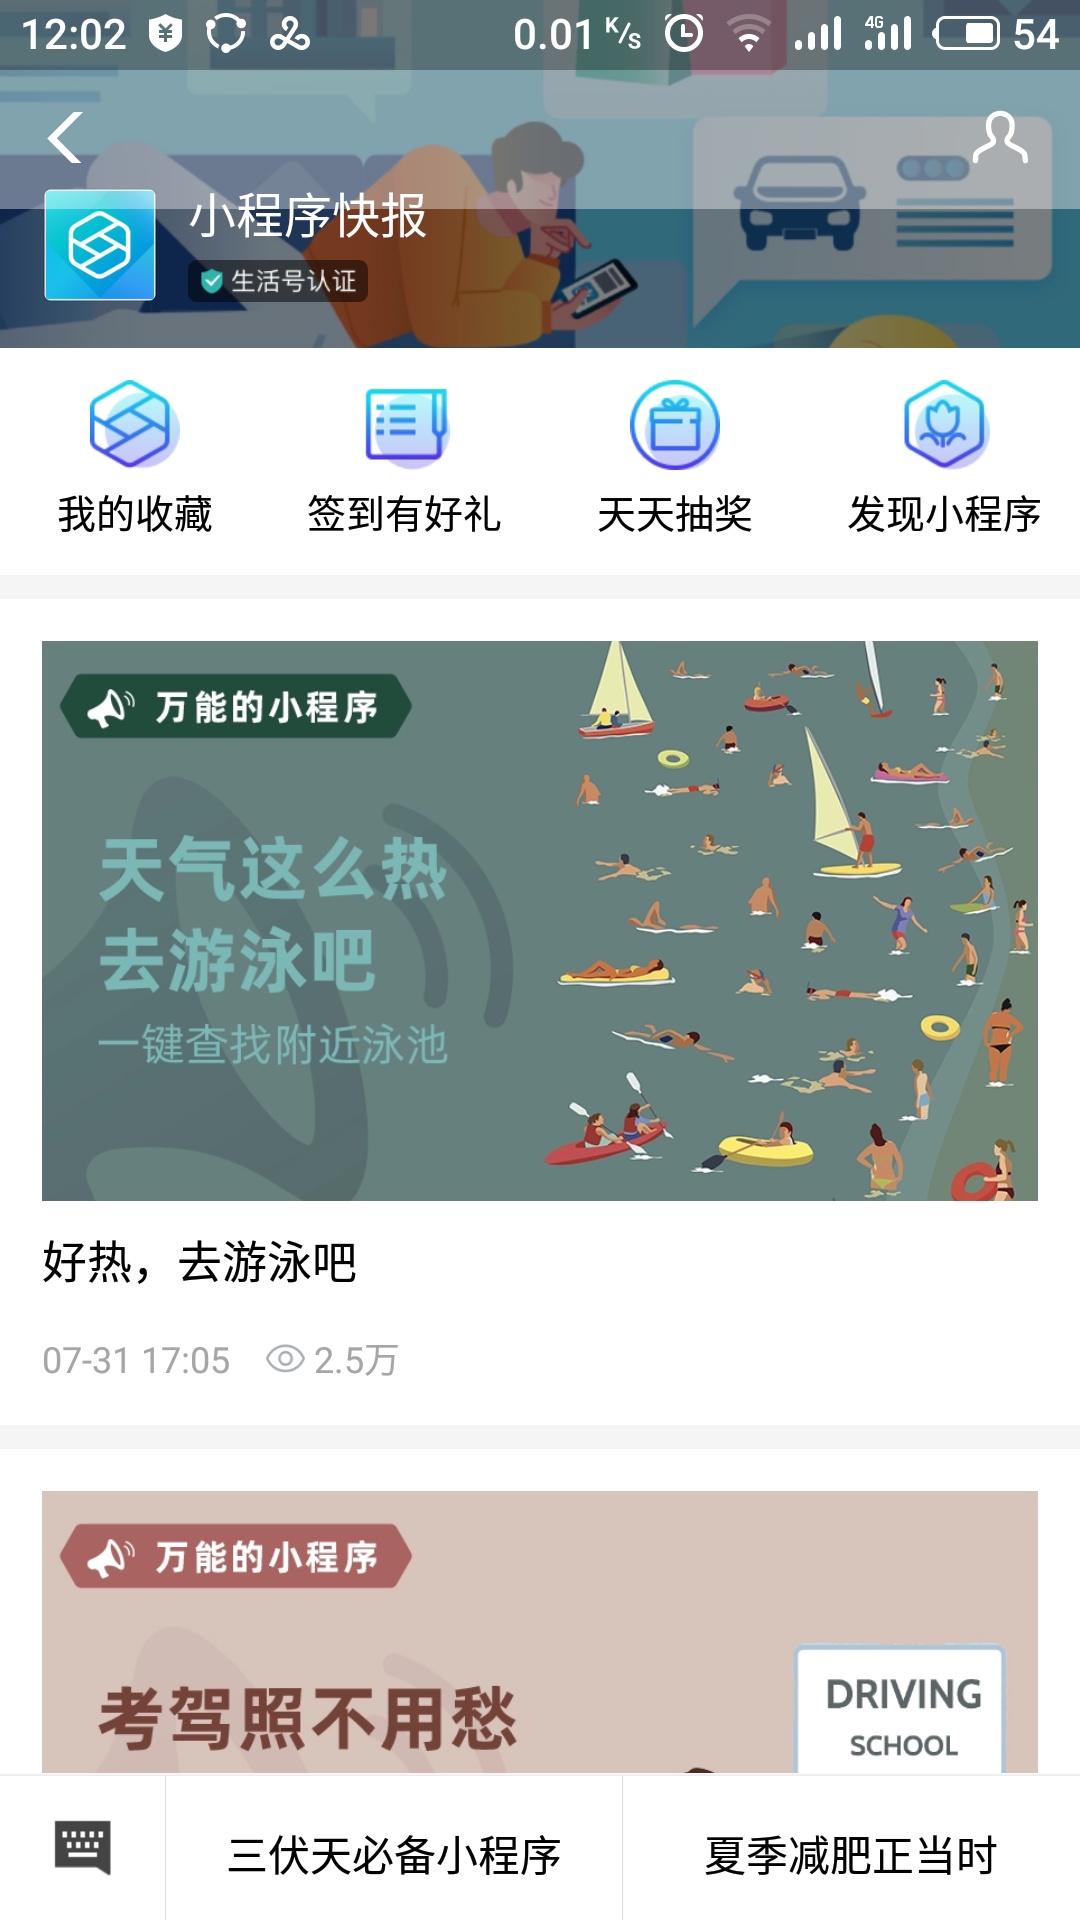 12:02
0.01 K/s
4G
54
小程序快报
生活号认证
我的收藏
签到有好礼
天天抽奖
发现小程序
万能的小程序
天气这么热
去游泳吧
一键查找附近泳池
好热，去游泳吧
07-31 17:05 2.5万
万能的小程序
考驾照不用愁
DRIVING
SCHOOL
三伏天必备小程序
夏季减肥正当时